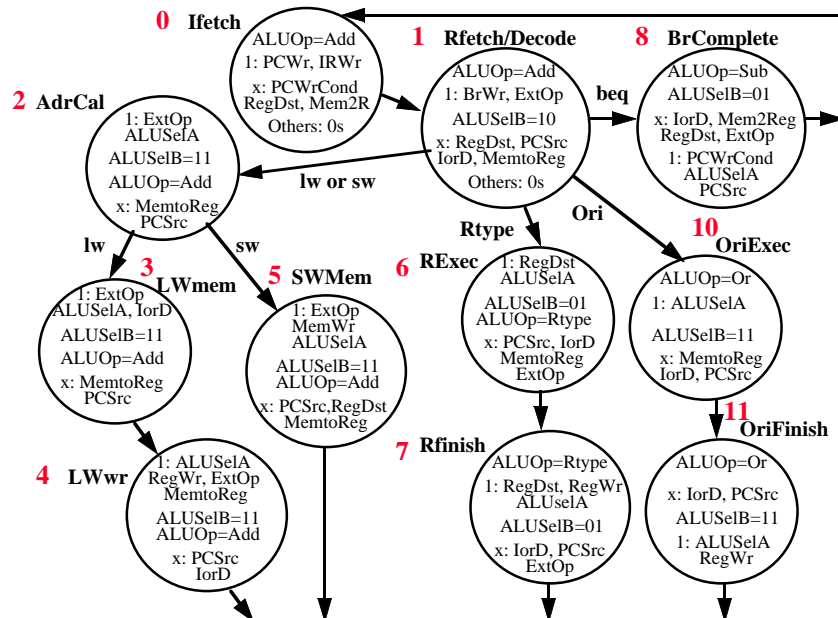 0 Ifetch
ALUOp=Add
1: PCWr, IRWr
x: PCWrCond
RegDst, Mem2R
Others: 0s
1 Rfetch/Decode
ALUOp=Add
1: BrWr, ExtOp
ALUSelB=10
x: RegDst, PCSrc
IorD, MemtoReg
Others: 0s
beq
8 BrComplete
ALUOp=Sub
ALUSelB=01
x: IorD, Mem2Reg
RegDst, ExtOp
1: PCWrCond
ALUSelA
PCSrc
2 AdrCal
1: ExtOp
ALUSelA
ALUSelB=11
ALUOp=Add
x: MemtoReg
PCSrc
lw or sw
Rtype
Ori
lw
sw
3 LWmem
1: ExtOp
ALUSelA, IorD
ALUSelB=11
ALUOp=Add
x: MemtoReg
PCSrc
5 SWMem
1: ExtOp
MemWr
ALUSelA
ALUSelB=11
ALUOp=Add
x: PCSrc,RegDst
MemtoReg
6 RExec
1: RegDst
ALUSelA
ALUSelB=01
ALUOp=Rtype
x: PCSrc, IorD
MemtoReg
ExtOp
10
OriExec
ALUOp=Or
1: ALUSelA
ALUSelB=11
x: MemtoReg
IorD, PCSrc
4 LWwr
1: ALUSelA
RegWr, ExtOp
MemtoReg
ALUSelB=11
ALUOp=Add
x: PCSrc
IorD
7 Rfinish
ALUOp=Rtype
1: RegDst, RegWr
ALUselA
ALUSelB=01
x: IorD, PCSrc
ExtOp
11
OriFinish
ALUOp=Or
x: IorD, PCSrc
ALUSelB=11
1: ALUSelA
RegWr